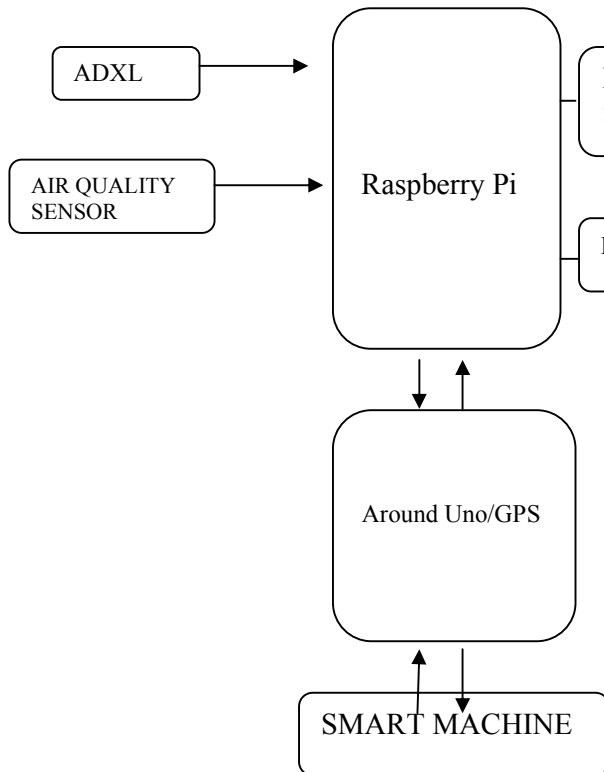 ADXL
Raspberry Pi
AIR QUALITY
SENSOR
Around Uno/GPS
SMART MACHINE